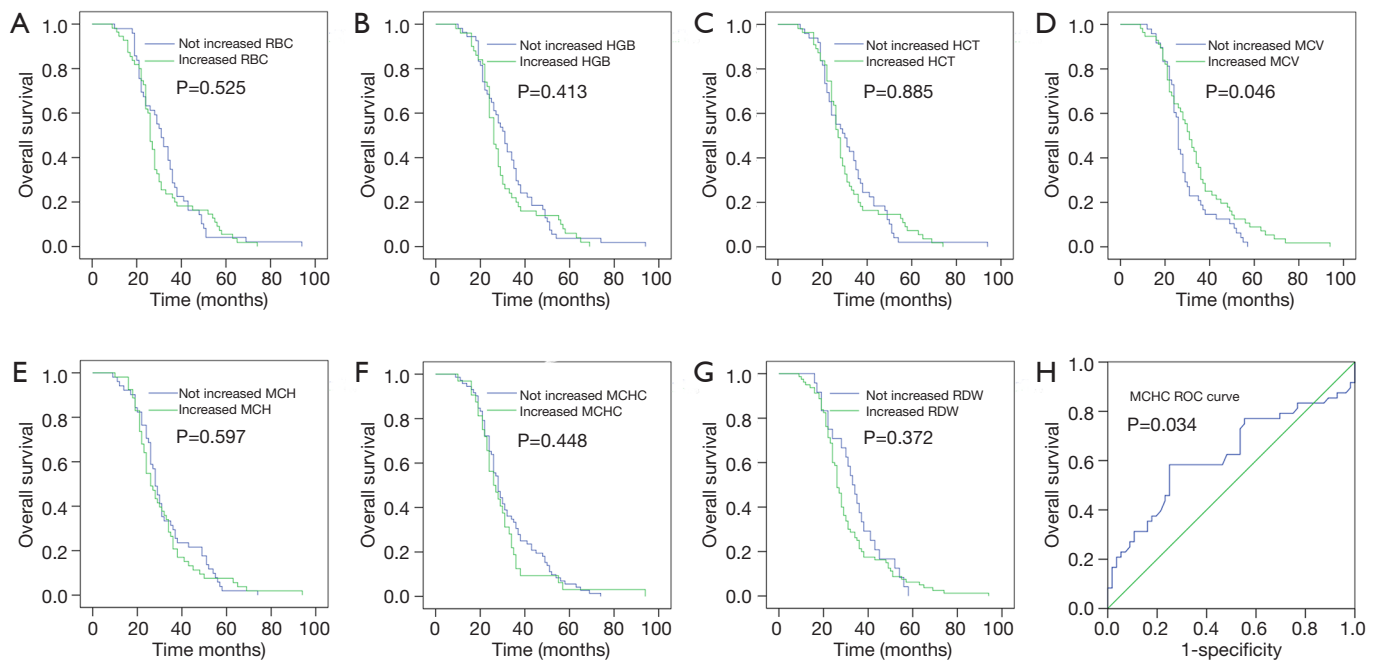 A
Overall survival
1.0
0.8
0.6
0.4
0.2
0.0
Not increased RBC
Increased RBC
P=0.525
0 20 40 60 80 100
Time (months)
B
Overall survival
1.0
0.8
0.6
0.4
0.2
0.0
Not increased HGB
Increased HGB
P=0.413
0 20 40 60 80 100
Time (months)
C
Overall survival
1.0
0.8
0.6
0.4
0.2
0.0
Not increased HCT
Increased HCT
P=0.885
0 20 40 60 80 100
Time (months)
D
Overall survival
1.0
0.8
0.6
0.4
0.2
0.0
Not increased MCV
Increased MCV
P=0.046
0 20 40 60 80 100
Time (months)
E
Overall survival
1.0
0.8
0.6
0.4
0.2
0.0
Not increased MCH
Increased MCH
P=0.597
0 20 40 60 80 100
Time months)
F
Overall survival
1.0
0.8
0.6
0.4
0.2
0.0
Not increased MCHC
Increased MCHC
P=0.448
0 20 40 60 80 100
Time (months)
G
Overall survival
1.0
0.8
0.6
0.4
0.2
0.0
Not increased RDW
Increased RDW
P=0.372
0 20 40 60 80 100
Time (months)
H
Overall survival
1.0
0.8
0.6
0.4
0.2
0.0
MCHC ROC curve
P=0.034
0.0 0.2 0.4 0.6 0.8 1.0
1-specificity